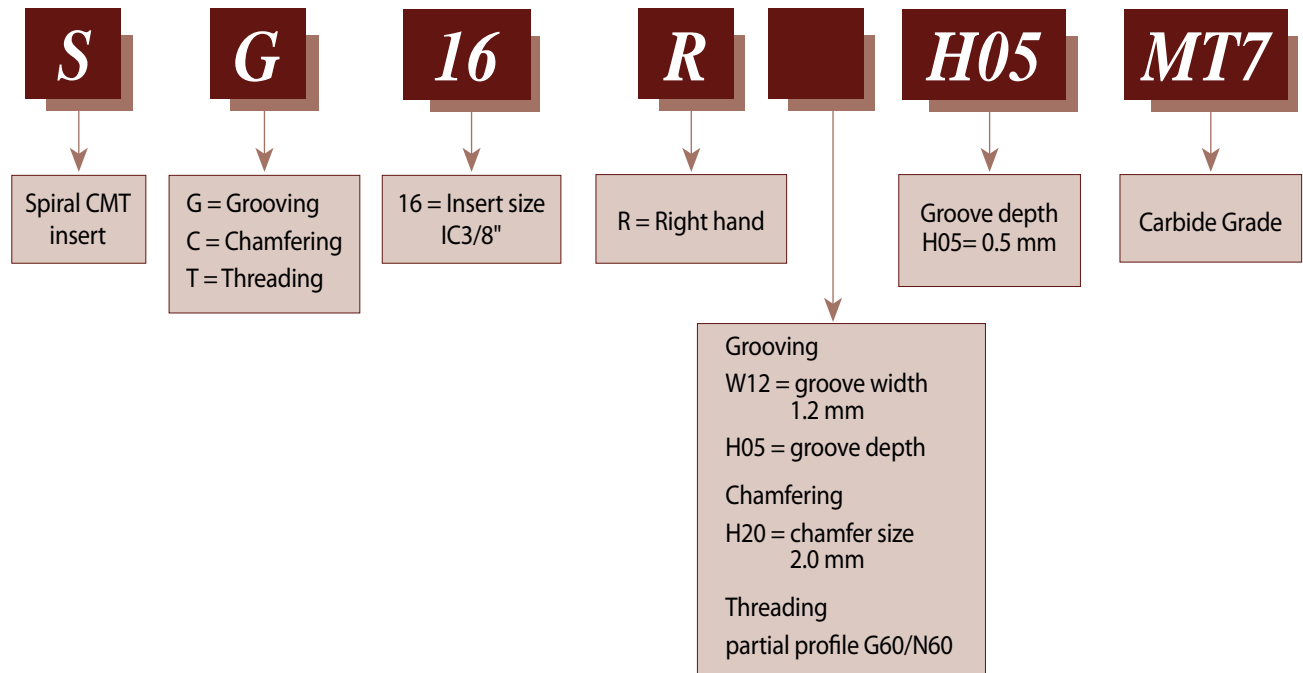 S G 16 R H05 MT7
Spiral CMT
insert
G = Grooving
C = Chamfering
T = Threading
16 = Insert size
IC3/8"
R = Right hand
Groove depth
H05= 0.5 mm
Carbide Grade
Grooving
W12 = groove width
1.2 mm
H05 = groove depth
Chamfering
H20 = chamfer size
2.0 mm
Threading
partial profile G60/N60